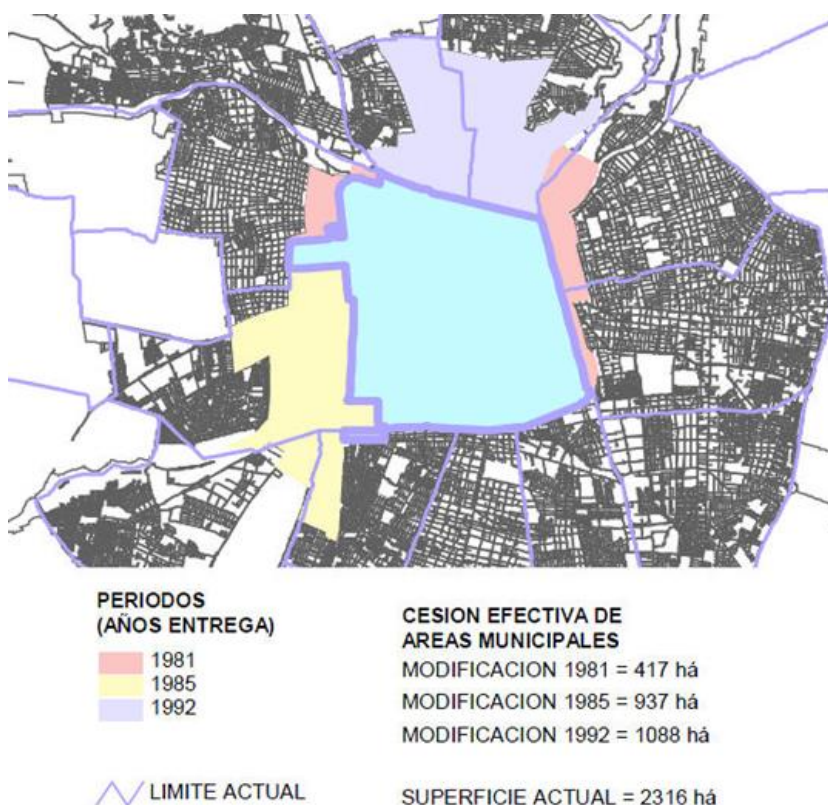 PERIODOS
(AÑOS ENTREGA)
1981
1985
1992
LIMITE ACTUAL
CESION EFECTIVA DE
AREAS MUNICIPALES
MODIFICACION 1981 = 417 há
MODIFICACION 1985 = 937 há
MODIFICACION 1992 = 1088 há
SUPERFICIE ACTUAL = 2316 há